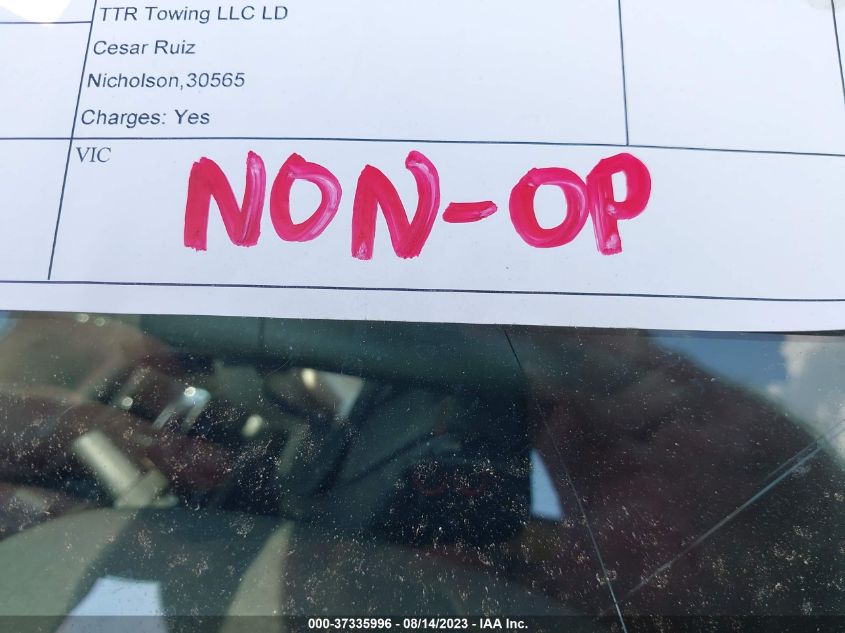 TTR Towing LLC LD
Cesar Ruiz
Nicholson,30565
Charges: Yes
VIC
NON-OP
000-37335996 - 08/14/2023 - IAA Inc.